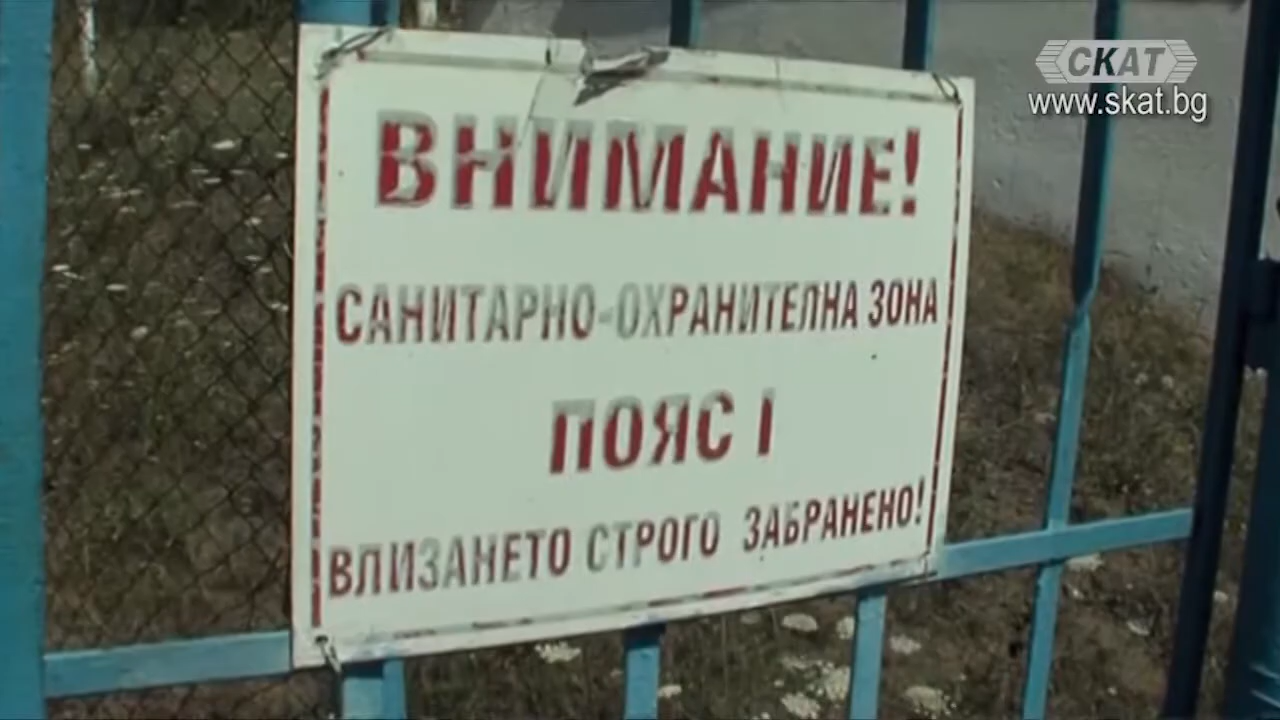 СКАТ
www.skat.bg
ВНИМАНИЕ!
САНИТАРНО-ОХРАНИТЕЛНА ЗОНА
ПОЯС I
ВЛИЗАНЕТО СТРОГО ЗАБРАНЕНО!